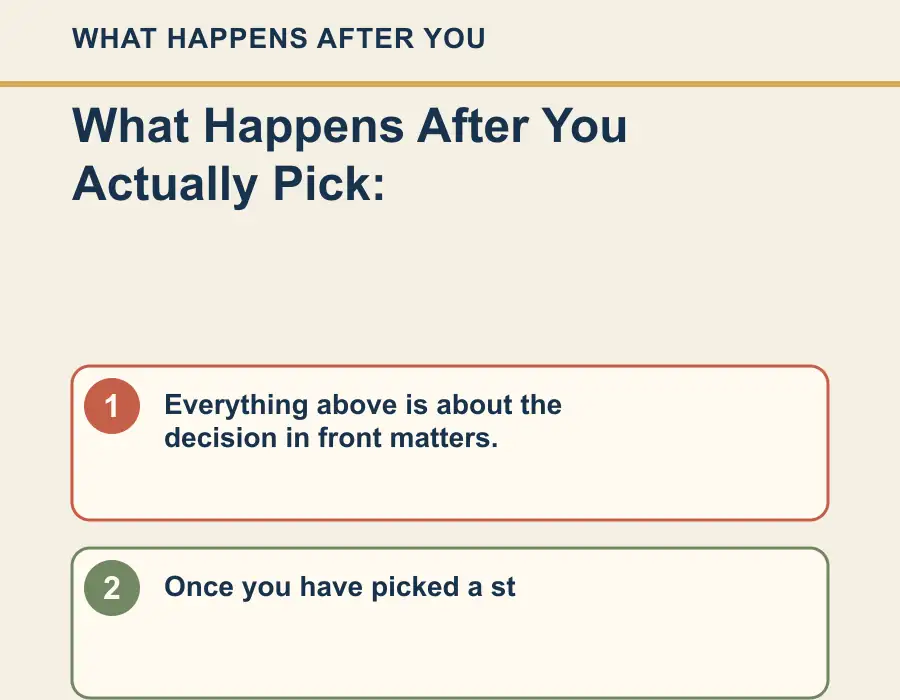 WHAT HAPPENS AFTER YOU
What Happens After You
Actually Pick:
1
Everything above is about the
decision in front matters.
2
Once you have picked a st